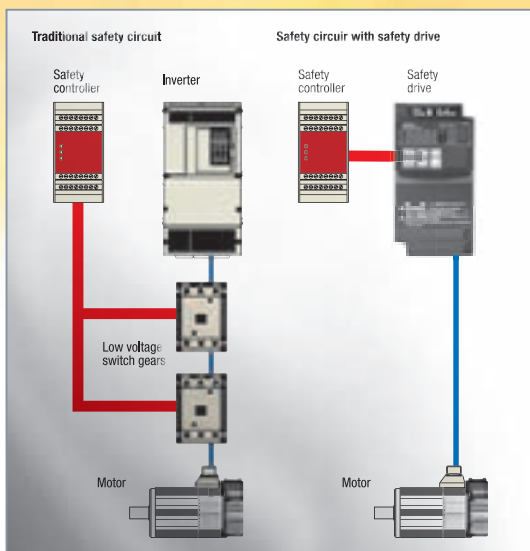 Traditional safety circuit
Safety circuir with safety drive
Safety
controller
Inverter
Safety
controller
Safety
drive
Low voltage
switch gears
Motor
Motor